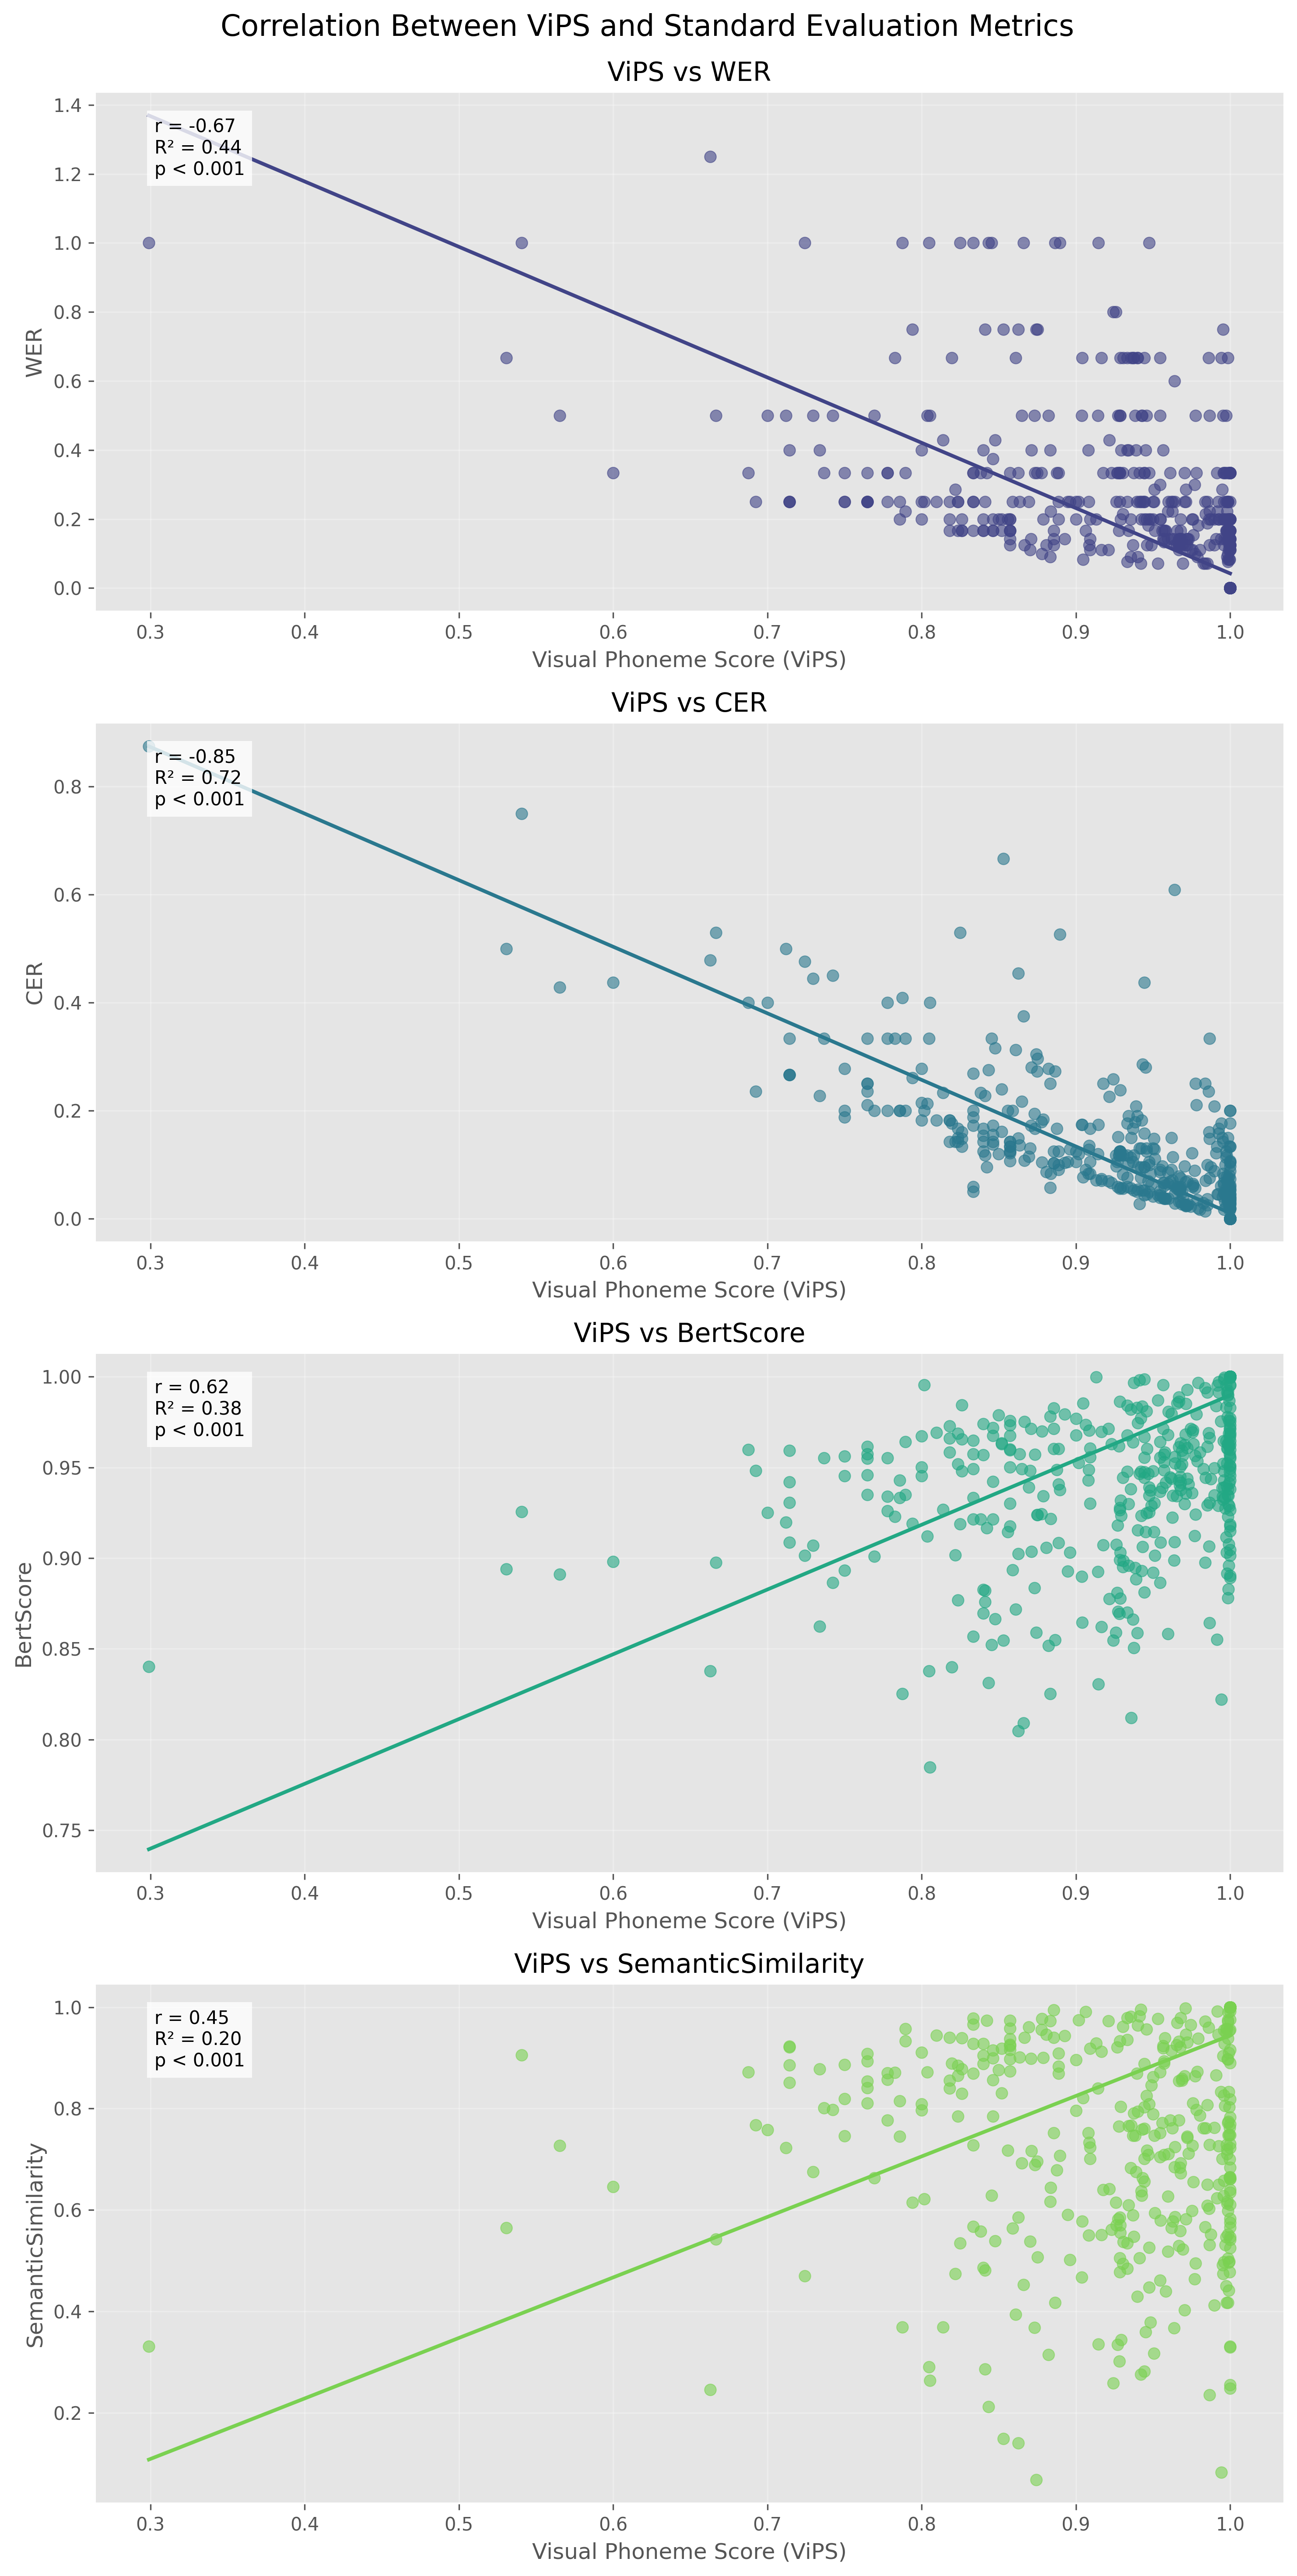 Correlation Between ViPS and Standard Evaluation Metrics
ViPS vs WER
1.4
1.2
1.0
0.8
0.6
0.4
0.2
0.0
WER
r = -0.67
R² = 0.44
p < 0.001
0.3 0.4 0.5 0.6 0.7 0.8 0.9 1.0
Visual Phoneme Score (ViPS)
ViPS vs CER
0.8
0.6
0.4
0.2
0.0
CER
r = -0.85
R² = 0.72
p < 0.001
0.3 0.4 0.5 0.6 0.7 0.8 0.9 1.0
Visual Phoneme Score (ViPS)
ViPS vs BertScore
1.00
0.95
0.90
0.85
0.80
0.75
BertScore
r = 0.62
R² = 0.38
p < 0.001
0.3 0.4 0.5 0.6 0.7 0.8 0.9 1.0
Visual Phoneme Score (ViPS)
ViPS vs SemanticSimilarity
1.0
0.8
0.6
0.4
0.2
SemanticSimilarity
r = 0.45
R² = 0.20
p < 0.001
0.3 0.4 0.5 0.6 0.7 0.8 0.9 1.0
Visual Phoneme Score (ViPS)